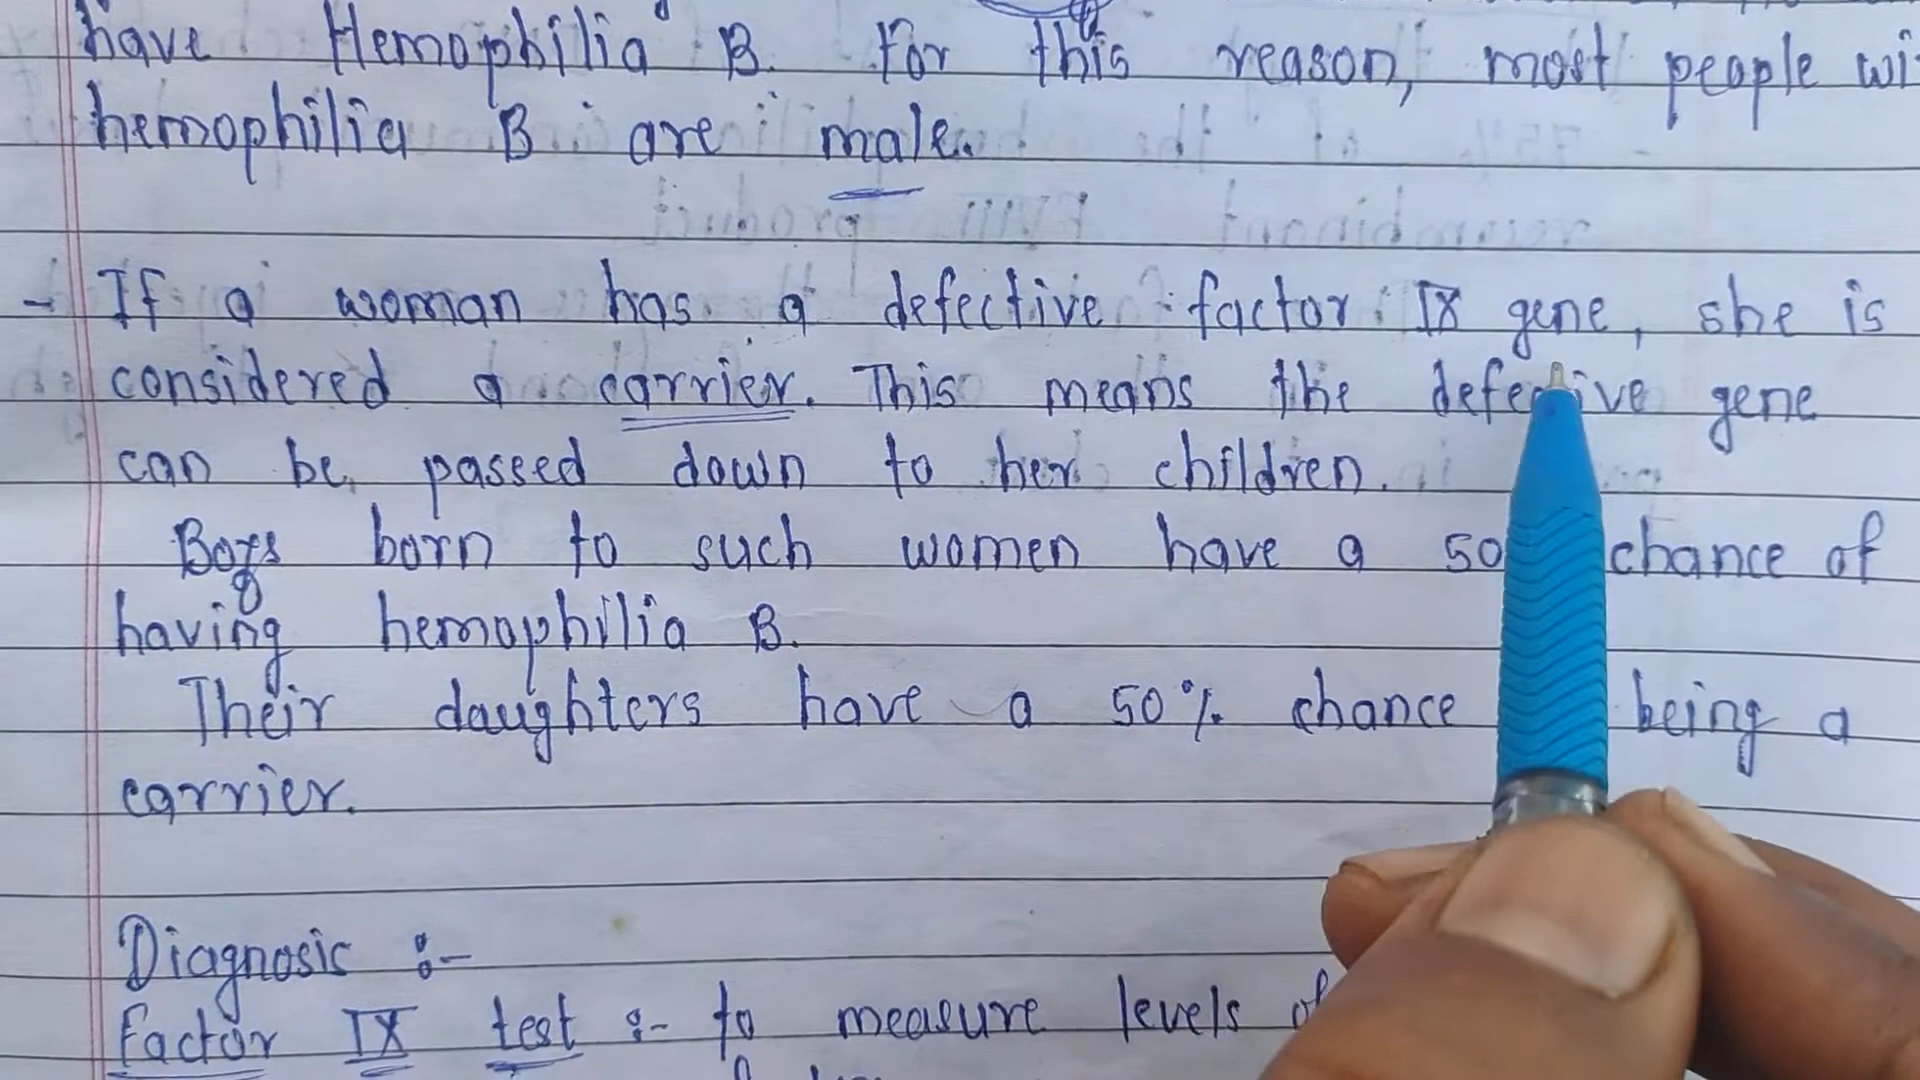 have Hemophilia B. For this reason, most people wi
hemophilia B are male.
- If a woman has a defective factor IX gene, she is
considered a carrier. This means the defective gene
can be passed down to her children.
Boys born to such women have a 50 chance of
having hemophilia B.
Their daughters have a 50% chance being a
carrier.
Diagnosis :-
Factor IX test :- to measure levels of